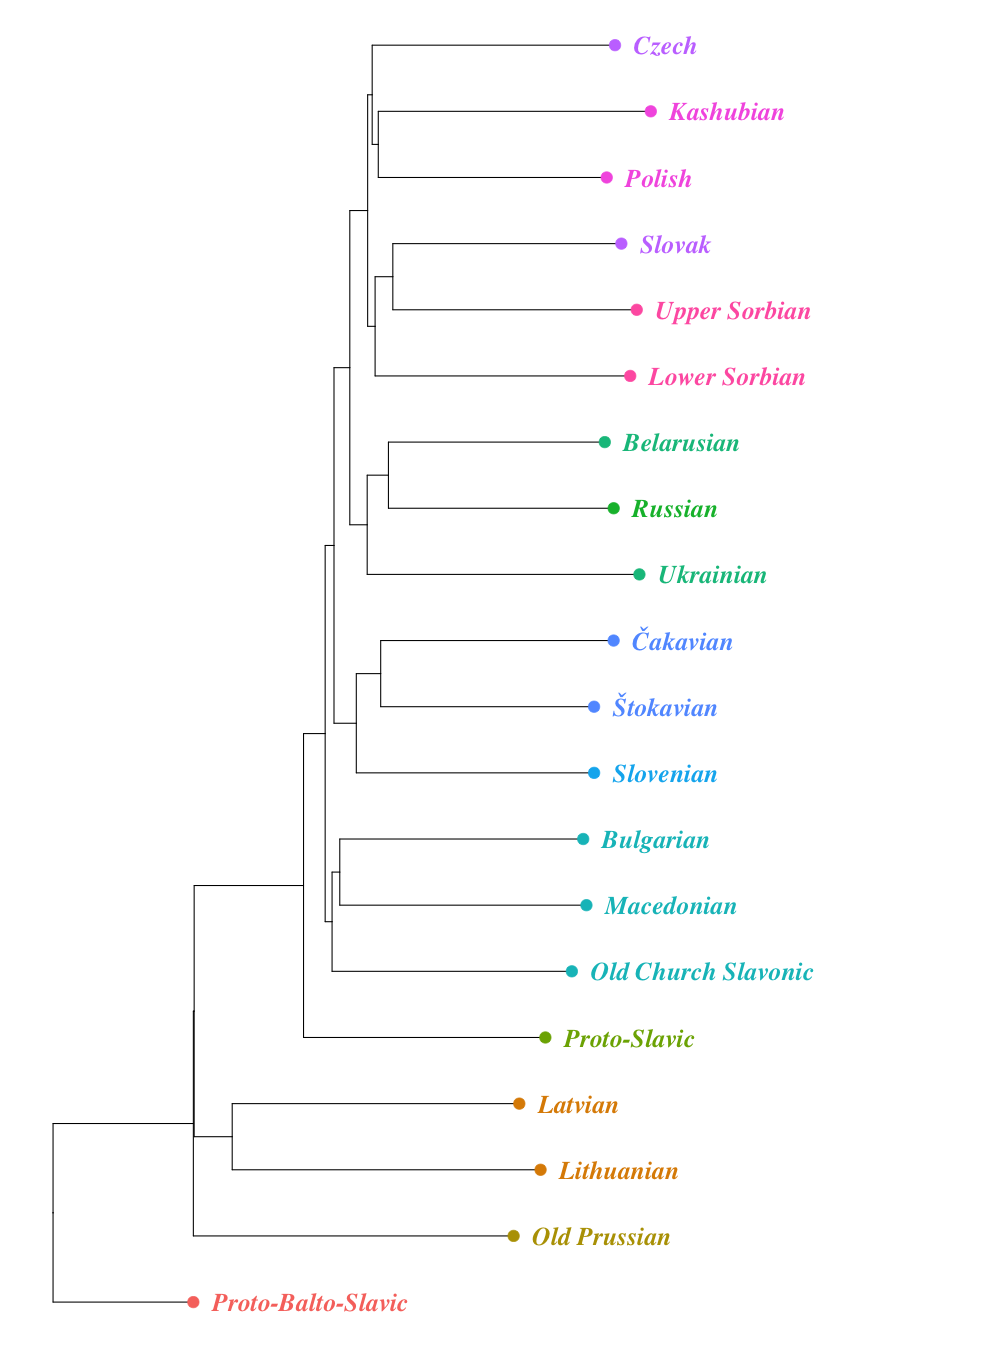 Czech
Kashubian
Polish
Slovak
Upper Sorbian
Lower Sorbian
Belarusian
Russian
Ukrainian
Čakavian
Štokavian
Slovenian
Bulgarian
Macedonian
Old Church Slavonic
Proto-Slavic
Latvian
Lithuanian
Old Prussian
Proto-Balto-Slavic